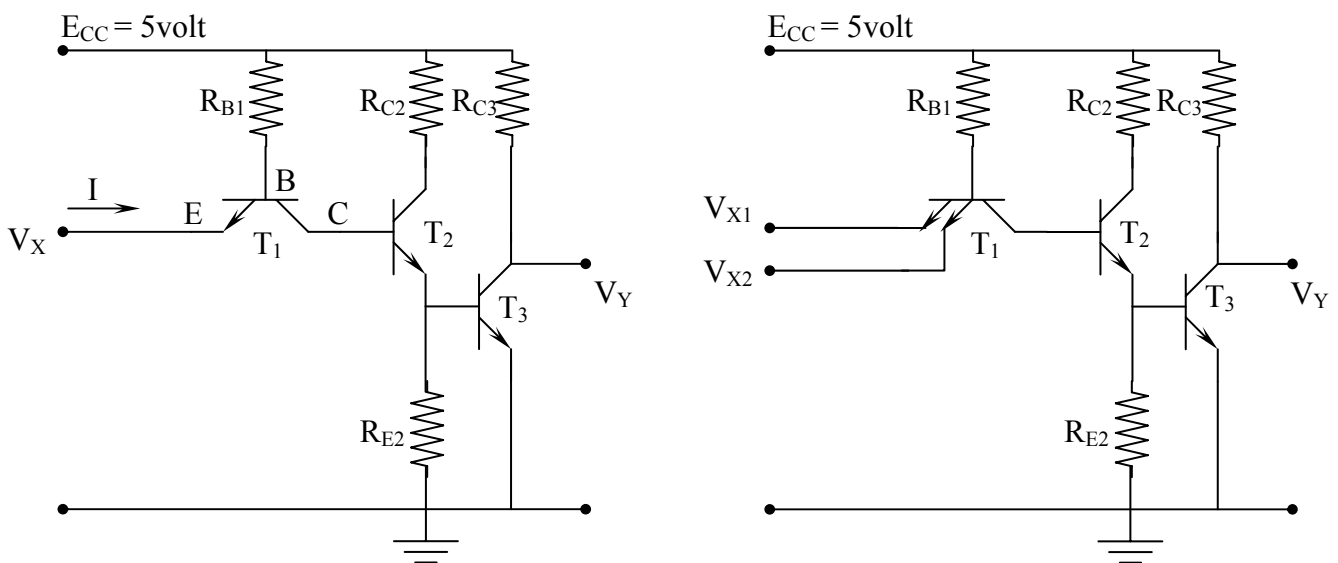 E_CC = 5volt
R_B1
R_C2
R_C3
I
B
E
C
V_X
T_1
T_2
T_3
V_Y
R_E2
E_CC = 5volt
R_B1
R_C2
R_C3
V_X1
V_X2
T_1
T_2
T_3
V_Y
R_E2